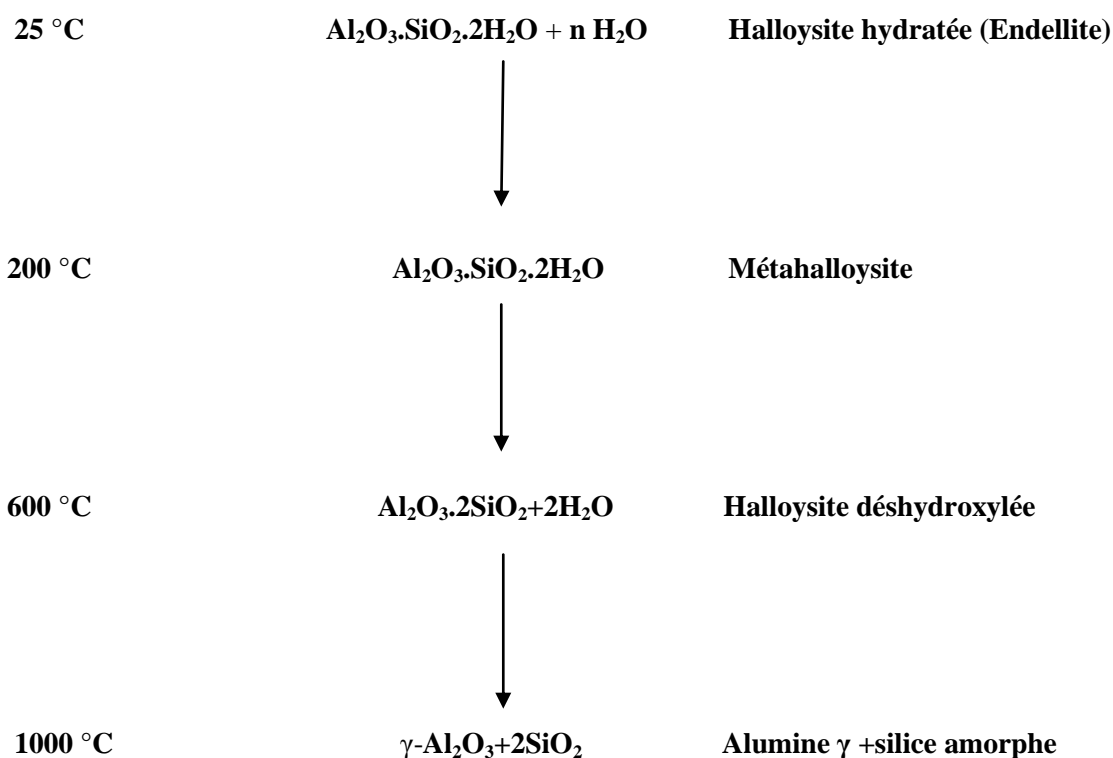 25 °C Al₂O₃.SiO₂.2H₂O + n H₂O Halloysite hydratée (Endellite)
200 °C Al₂O₃.SiO₂.2H₂O Métahalloysite
600 °C Al₂O₃.2SiO₂+2H₂O Halloysite déshydroxylée
1000 °C γ-Al₂O₃+2SiO₂ Alumine γ +silice amorphe